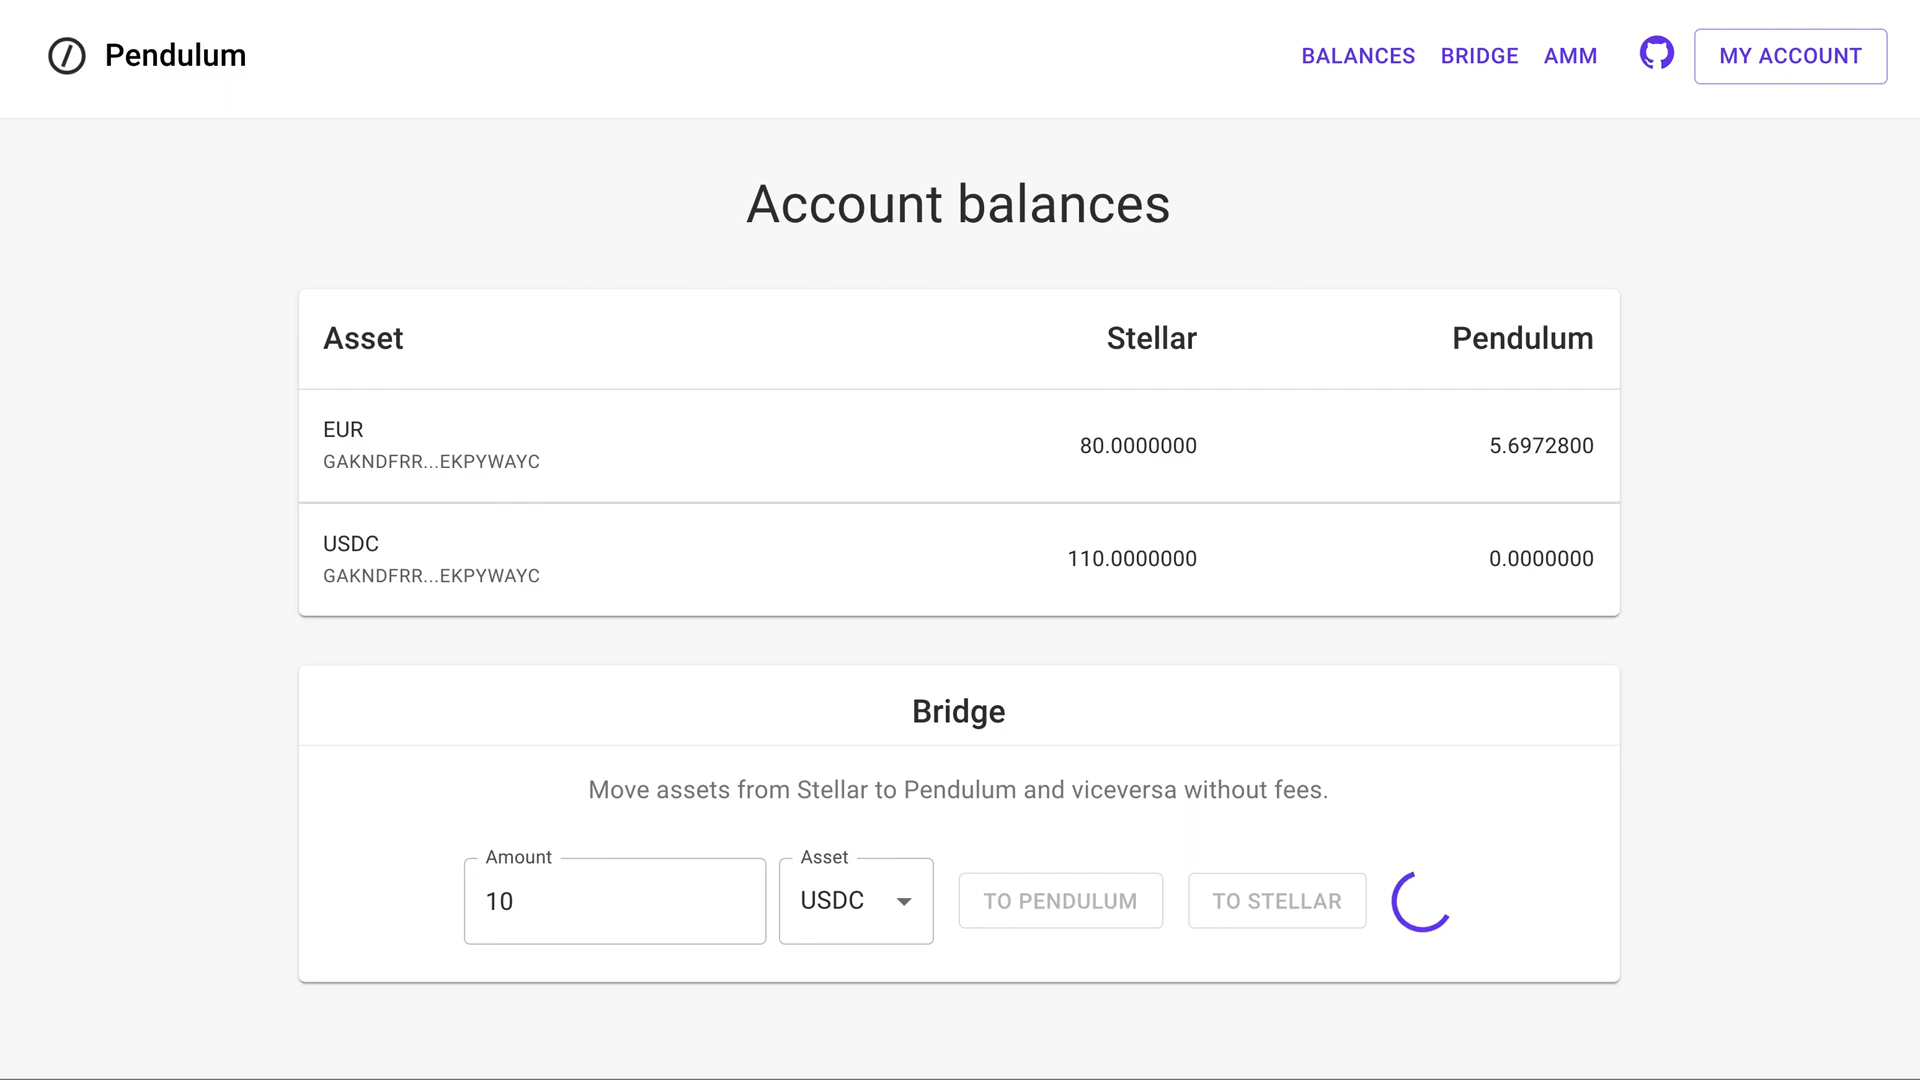 Pendulum
BALANCES BRIDGE AMM MY ACCOUNT
Account balances
Asset Stellar Pendulum
EUR
GAKNDFRR...EKPYWAYC
80.0000000 5.6972800
USDC
GAKNDFRR...EKPYWAYC
110.0000000 0.0000000
Bridge
Move assets from Stellar to Pendulum and viceversa without fees.
Amount Asset
10 USDC TO PENDULUM TO STELLAR